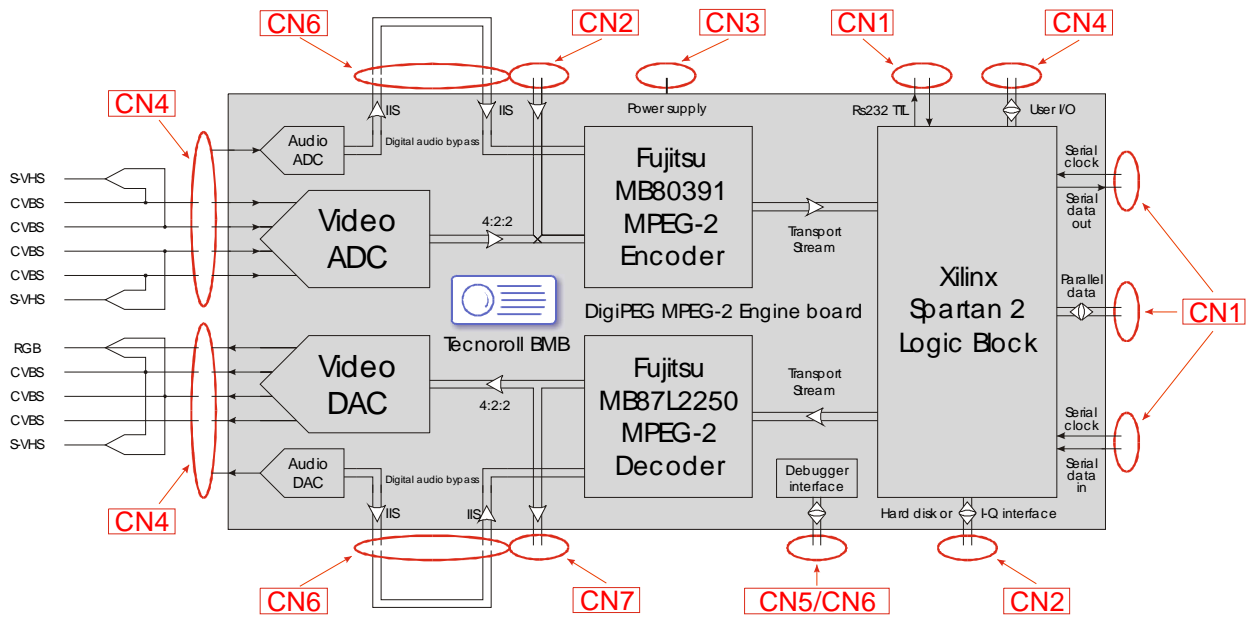 CN6
CN2
CN3
CN1
CN4
CN4
IIS
IIS
Power supply
Rs232 TTL
User I/O
Audio
ADC
Digital audio bypass
Fujitsu
MB80391
MPEG-2
Encoder
Serial
clock
Serial
data
out
S-VHS
CVBS
CVBS
CVBS
CVBS
S-VHS
Video
ADC
4:2:2
Transport
Stream
Xilinx
Spartan 2
Logic Block
Parallel
data
CN1
DigiPEG MPEG-2 Engine board
Tecnoroll BMB
RGB
CVBS
CVBS
CVBS
S-VHS
Video
DAC
4:2:2
Fujitsu
MB87L2250
MPEG-2
Decoder
Transport
Stream
Serial
clock
Serial
data
in
Audio
DAC
Digital audio bypass
Debugger
interface
IIS
IIS
Hard disk or
I-Q interface
CN4
CN6
CN7
CN5/CN6
CN2